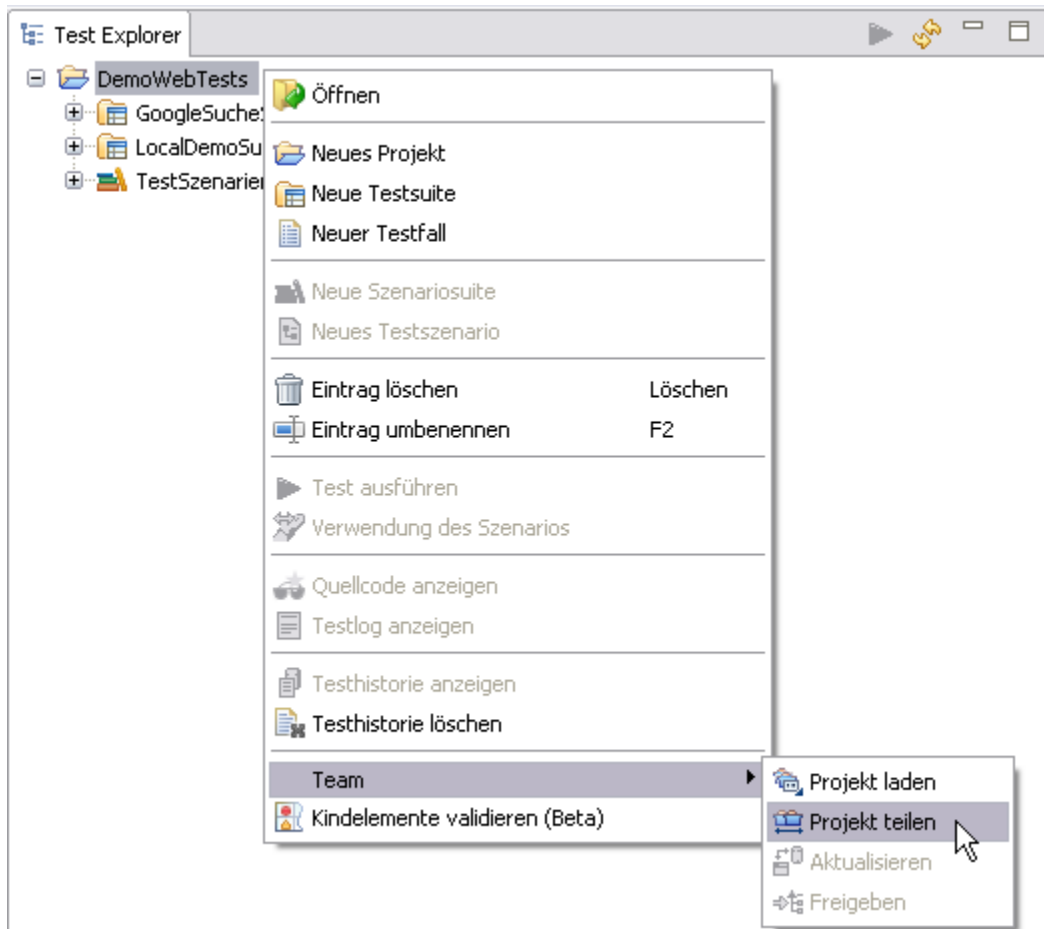 Test Explorer
DemoWebTests
GoogleSuche
LocalDemoSu
TestSzenarie
Öffnen
Neues Projekt
Neue Testsuite
Neuer Testfall
Neue Szenariosuite
Neues Testszenario
Eintrag löschen Löschen
Eintrag umbenennen F2
Test ausführen
Verwendung des Szenarios
Quellcode anzeigen
Testlog anzeigen
Testhistorie anzeigen
Testhistorie löschen
Team
Kindelemente validieren (Beta)
Projekt laden
Projekt teilen
Aktualisieren
Freigeben